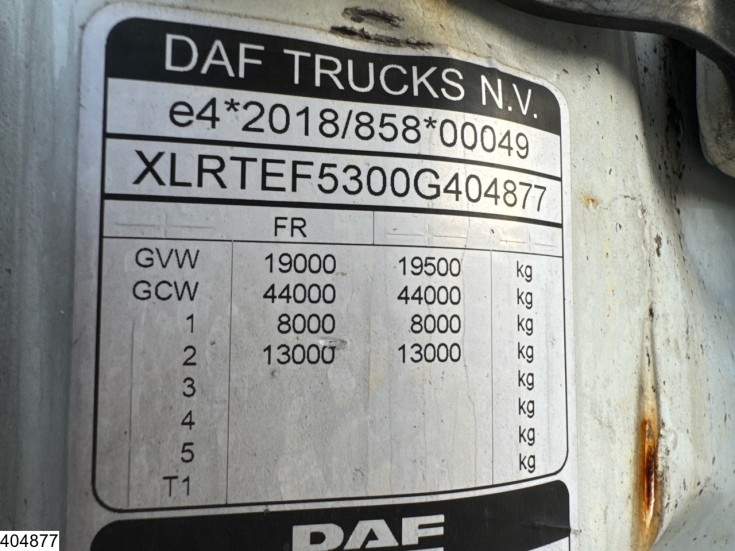 DAF TRUCKS N.V.
e4*2018/858*00049
XLRTEF5300G404877
FR
GVW 19000 19500 kg
GCW 44000 44000 kg
1 8000 8000 kg
2 13000 13000 kg
3 kg
4 kg
5 kg
T1 kg
DAF
404877